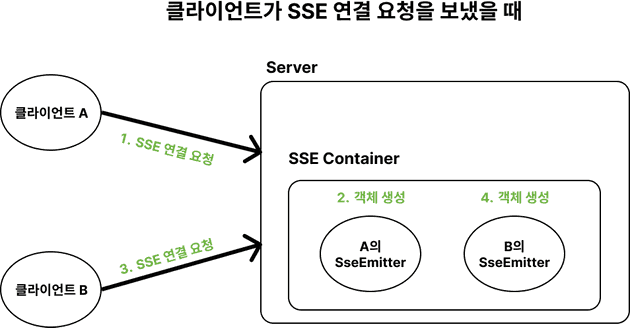 클라이언트가 SSE 연결 요청을 보냈을 때
Server
클라이언트 A
1. SSE 연결 요청
SSE Container
2. 객체 생성
4. 객체 생성
A의
SseEmitter
B의
SseEmitter
3. SSE 연결 요청
클라이언트 B